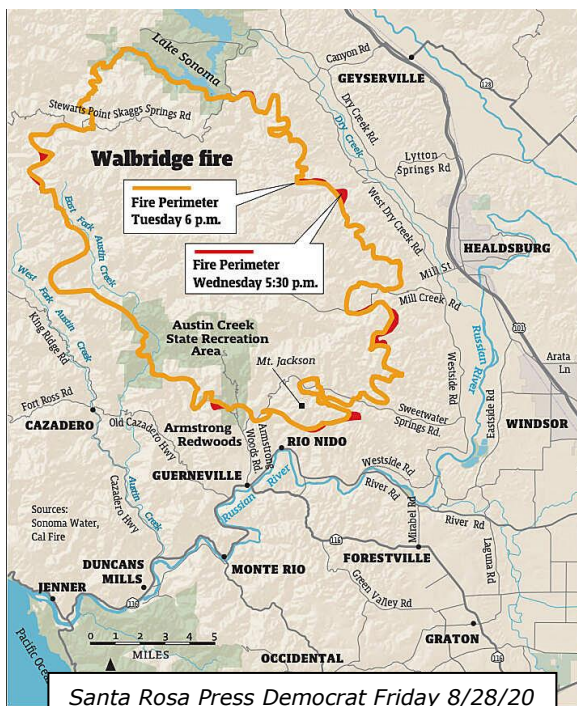 Lake Sonoma
Canyon Rd
GEYSERVILLE
128
Stewarts Point Skaggs Springs Rd
Dry Creek Rd.
Dry Creek
Lytton
Springs Rd
Walbridge fire
Fire Perimeter
Tuesday 6 p.m.
West Dry Creek Rd.
East Fork Austin Creek
Fire Perimeter
Wednesday 5:30 p.m.
HEALDSBURG
Mill St
West Fork Austin Creek
King Ridge Rd
Mill Creek Rd
Russian River
101
Austin Creek
State Recreation
Area
Mt. Jackson
Westside Rd
Eastside Rd
Arata
Ln
Fort Ross Rd
CAZADERO
Old Cazadero Hwy
Armstrong
Redwoods
Armstrong
Woods Rd
Sweetwater
Springs Rd.
WINDSOR
RIO NIDO
GUERNEVILLE
Westside Rd
River Rd
River Rd
Russian River
Mirabel Rd
Sources:
Sonoma Water,
Cal Fire
Cazadero Hwy
Austin Creek
116
FORESTVILLE
Laguna Rd
DUNCANS
MILLS
MONTE RIO
JENNER
116
Green Valley Rd
GRATON
116
0 1 2 3 4 5
MILES
OCCIDENTAL
Pacific Ocean
Santa Rosa Press Democrat Friday 8/28/20